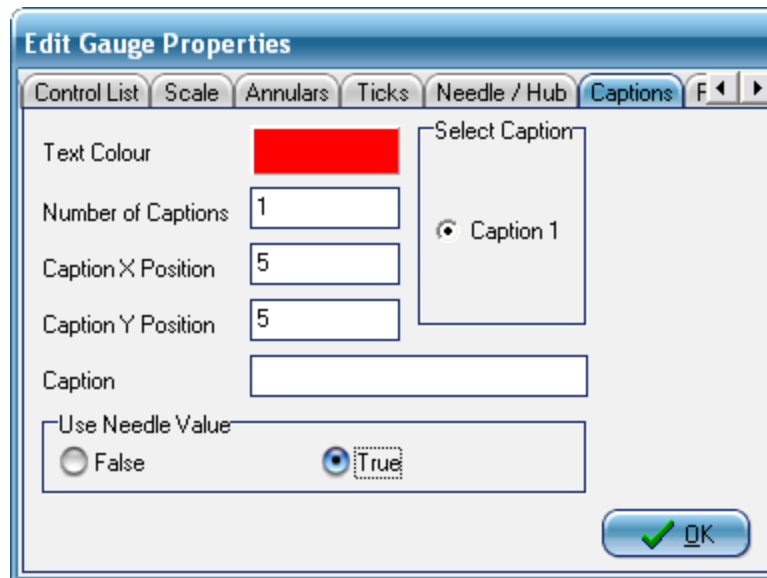 Edit Gauge Properties
Control List Scale Annulars Ticks Needle / Hub Captions
Text Colour
Select Caption
Number of Captions 1
Caption 1
Caption X Position 5
Caption Y Position 5
Caption
Use Needle Value
False True
OK